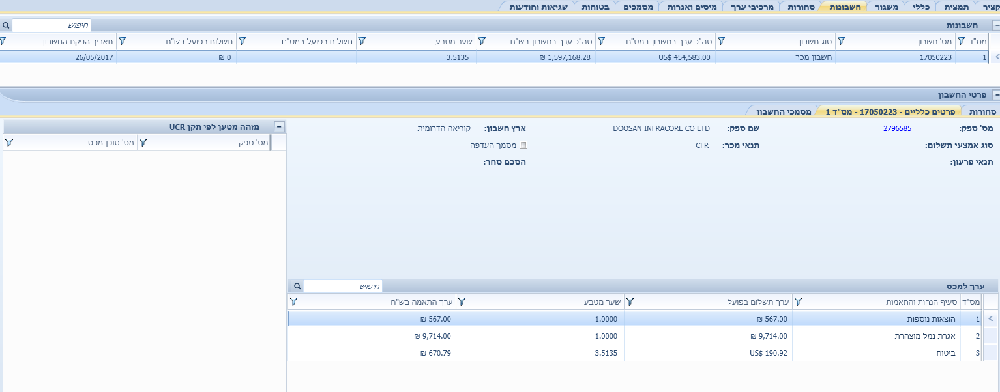 קציר תמצית כללי משגור חשבונות סחורות מרכיבי ערך מיסים ואגרות מסמכים בטוחות שגיאות והודעות
חשבונות חיפוש
מס"ד מס' חשבון סוג חשבון סה"כ ערך בחשבון במט"ח סה"כ ערך בחשבון בש"ח שער מטבע תשלום בפועל במט"ח תשלום בפועל בש"ח תאריך הפקת החשבון
1 17050223 חשבון מכר US$ 454,583.00 ₪ 1,597,168.28 3.5135 ₪ 0 26/05/2017
פרטי החשבון
סחורות פרטים כלליים - 17050223 - מס"ד 1 מסמכי החשבון
מס' ספק: 2796585 שם ספק: DOOSAN INFRACORE CO LTD ארץ חשבון: קוריאה הדרומית
סוג אמצעי תשלום: תנאי מכר: CFR מסמך העדפה
תנאי פרעון: הסכם סחר:
מזהה מטען לפי תקן UCR
מס' ספק מס' סוכן מכס
ערך למכס חיפוש
מס"ד סעיף הנחות והתאמות ערך תשלום בפועל שער מטבע ערך התאמה בש"ח
1 הוצאות נוספות ₪ 567.00 1.0000 ₪ 567.00
2 אגרת נמל מוצהרת ₪ 9,714.00 1.0000 ₪ 9,714.00
3 ביטוח US$ 190.92 3.5135 ₪ 670.79